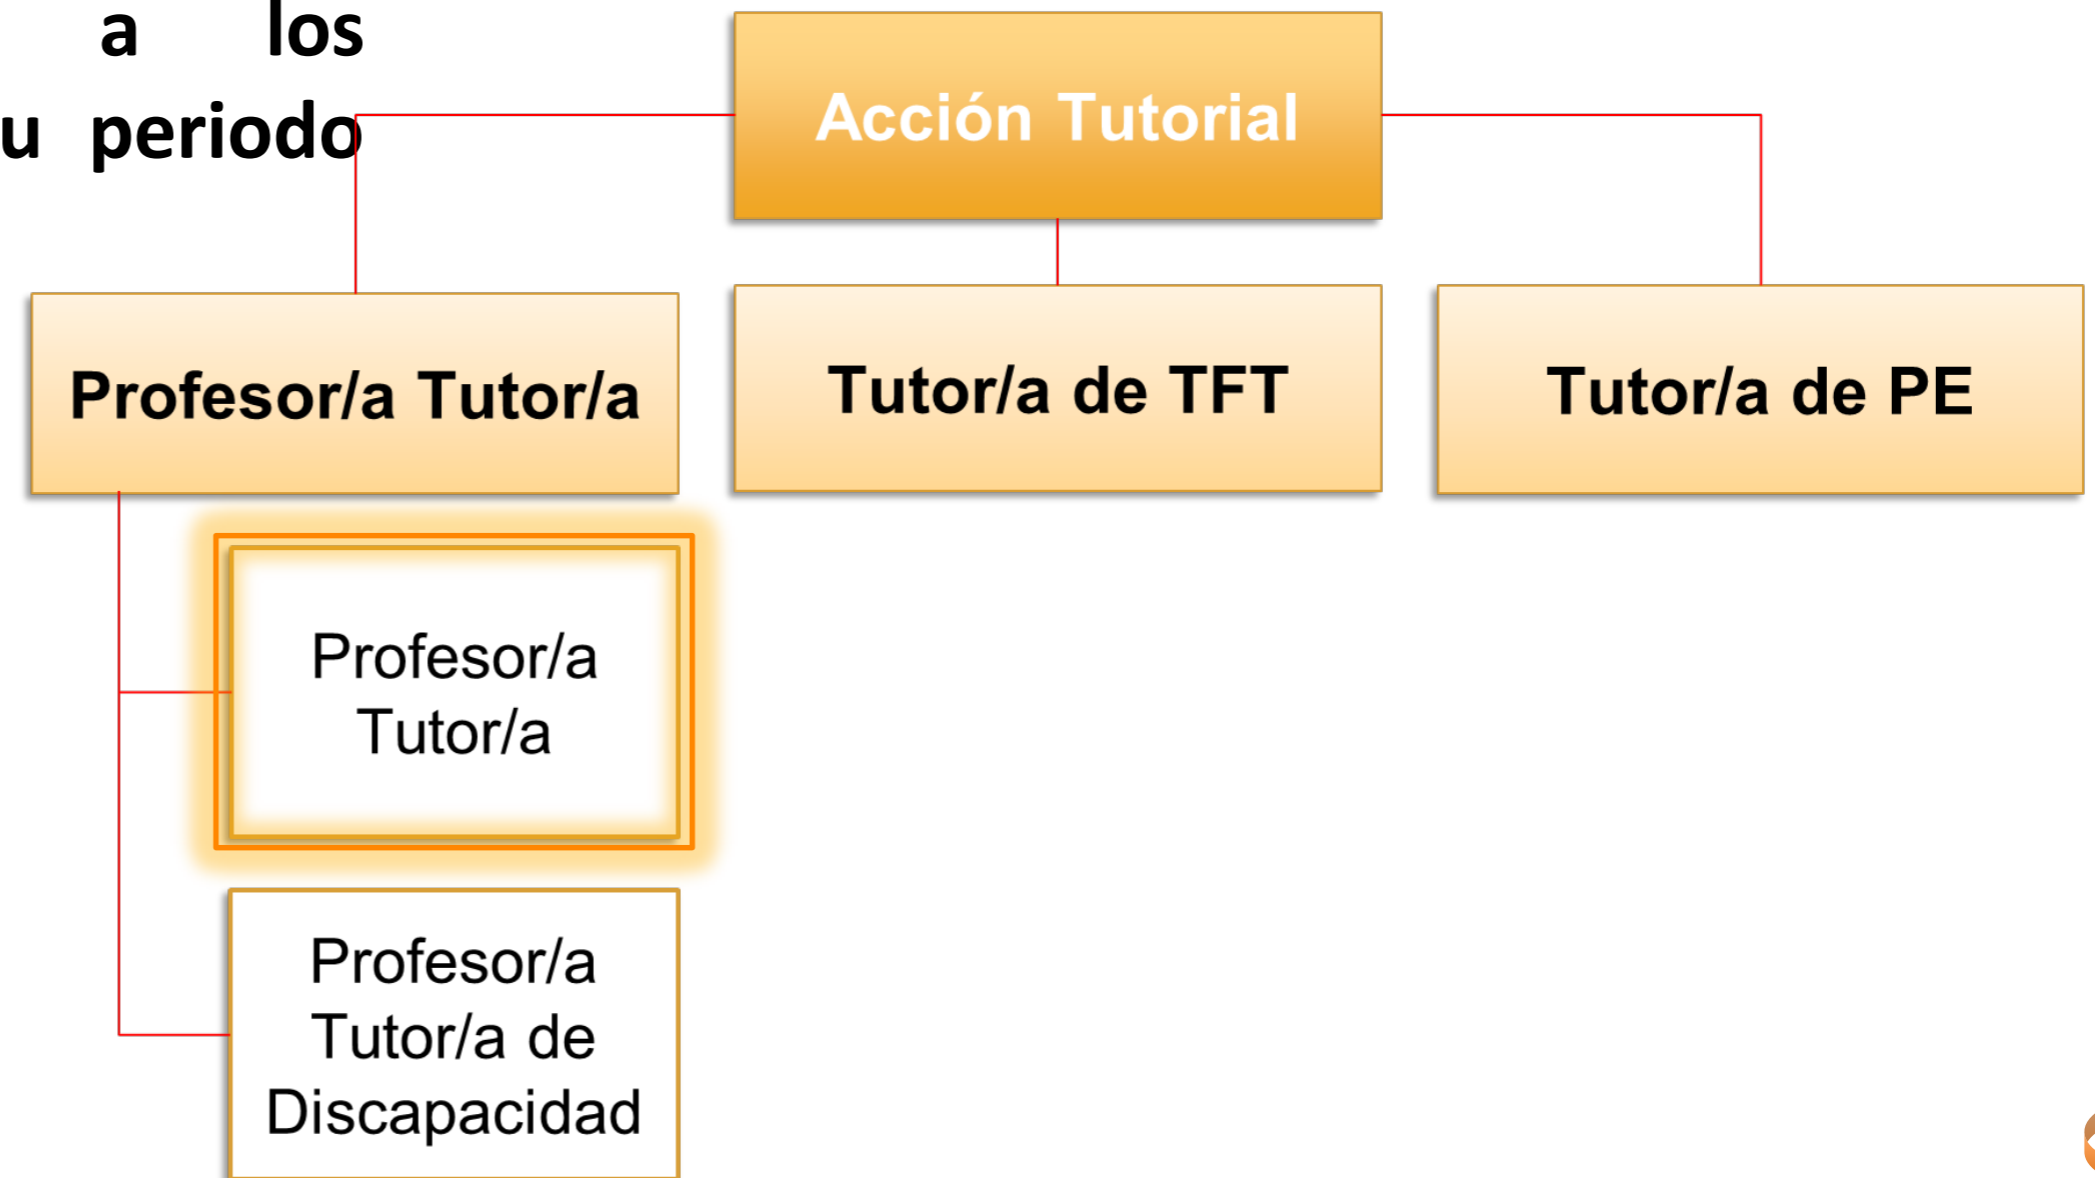 a los
u periodo
Acción Tutorial
Profesor/a Tutor/a
Tutor/a de TFT
Tutor/a de PE
Profesor/a
Tutor/a
Profesor/a
Tutor/a de
Discapacidad